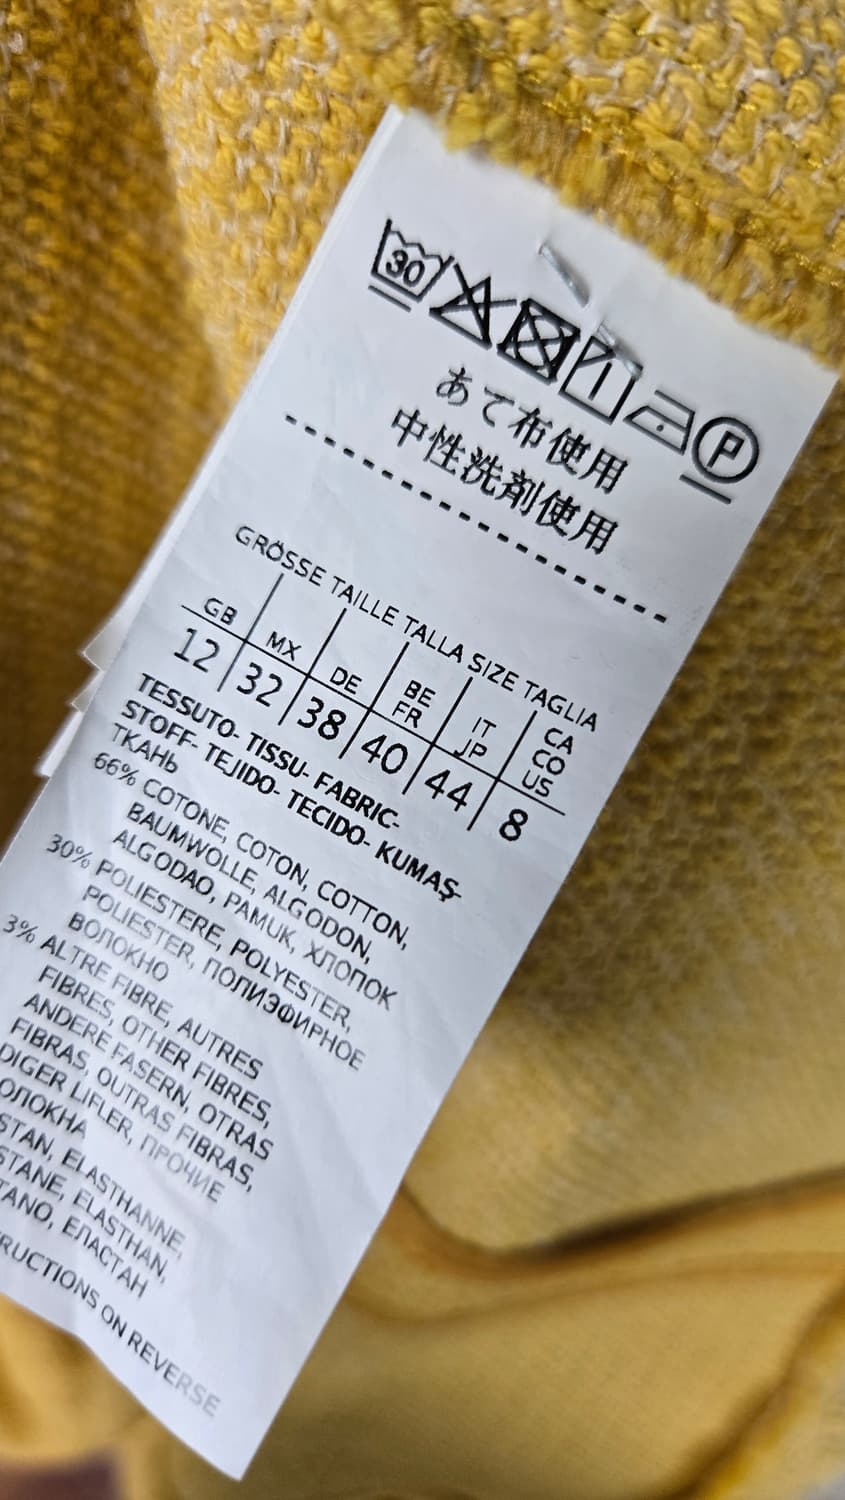 30
P
あて布使用
中性洗剤使用
GRÖSSE TAILLE TALLA SIZE TAGLIA
GB MX DE BE FR IT JP CA CO US
12 32 38 40 44 8
TESSUTO- TISSU- FABRIC-
STOFF- TEJIDO- TECIDO- KUMAŞ-
ТКАНЬ
66% COTONE, COTON, COTTON,
BAUMWOLLE, ALGODON,
ALGODAO, PAMUK, ХЛОПОК
30% POLIESTERE, POLYESTER,
POLIESTER, ПОЛИЭФИРНОЕ
ВОЛОКНО
3% ALTRE FIBRE, AUTRES
FIBRES, OTHER FIBRES,
ANDERE FASERN, OTRAS
FIBRAS, OUTRAS FIBRAS,
DIGER LIFLER, ПРОЧИЕ
ОЛОКНА
STAN, ELASTHANNE,
STANE, ELASTHAN,
TANO, ЕЛАСТАН
RUCTIONS ON REVERSE